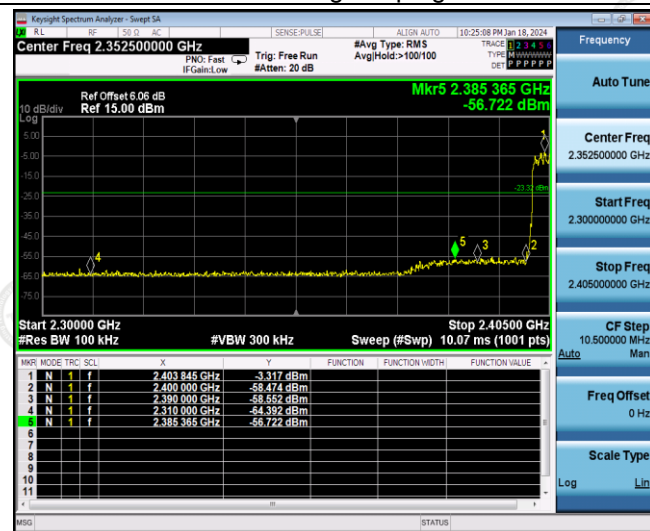 Keysight Spectrum Analyzer - Swept SA
RL RF 50 Ω AC SENSE:PULSE ALIGN AUTO 10:25:08 PM Jan 18, 2024
Center Freq 2.352500000 GHz
PNO: Fast
IFGain:Low
Trig: Free Run
#Atten: 20 dB
#Avg Type: RMS
Avg|Hold:>100/100
TRACE 1 2 3 4 5 6
TYPE M
DET P P P P P P
Mkr5 2.385 365 GHz
-56.722 dBm
Ref Offset 6.06 dB
10 dB/div Ref 15.00 dBm
Log
5.00
-5.00
-15.0
-25.0
-35.0
-45.0
-55.0
-65.0
-75.0
-23.32 dBm
1
4
5
3
2
Start 2.30000 GHz
Stop 2.40500 GHz
#Res BW 100 kHz #VBW 300 kHz Sweep (#Swp) 10.07 ms (1001 pts)
MKR MODE TRC SCL X Y FUNCTION FUNCTION WIDTH FUNCTION VALUE
1 N 1 f 2.403 845 GHz -3.317 dBm
2 N 1 f 2.400 000 GHz -58.474 dBm
3 N 1 f 2.390 000 GHz -58.552 dBm
4 N 1 f 2.310 000 GHz -64.392 dBm
5 N 1 f 2.385 365 GHz -56.722 dBm
6
7
8
9
10
11
MSG STATUS
Frequency
Auto Tune
Center Freq
2.352500000 GHz
Start Freq
2.300000000 GHz
Stop Freq
2.405000000 GHz
CF Step
10.500000 MHz
Auto Man
Freq Offset
0 Hz
Scale Type
Log Lin